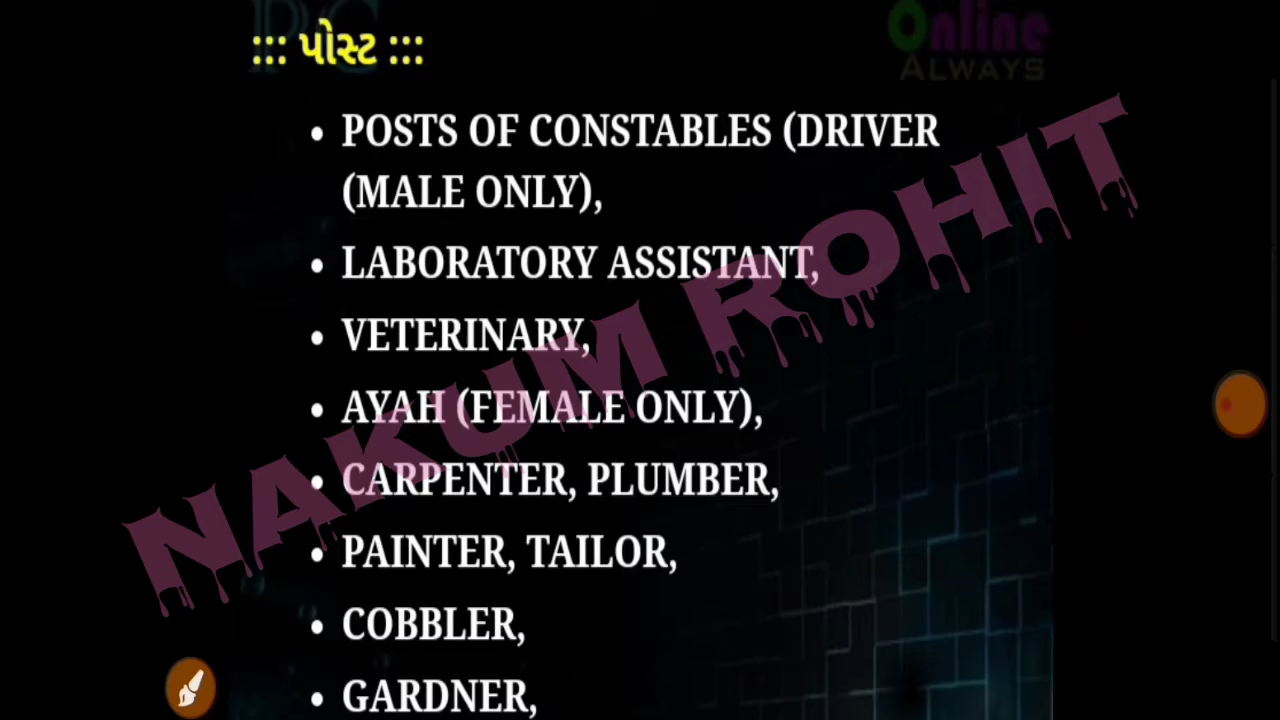 PC
Online
ALWAYS
::: પોસ્ટ :::
• POSTS OF CONSTABLES (DRIVER
(MALE ONLY),
• LABORATORY ASSISTANT,
• VETERINARY,
• AYAH (FEMALE ONLY),
• CARPENTER, PLUMBER,
• PAINTER, TAILOR,
• COBBLER,
• GARDNER,
NAKUM ROHIT